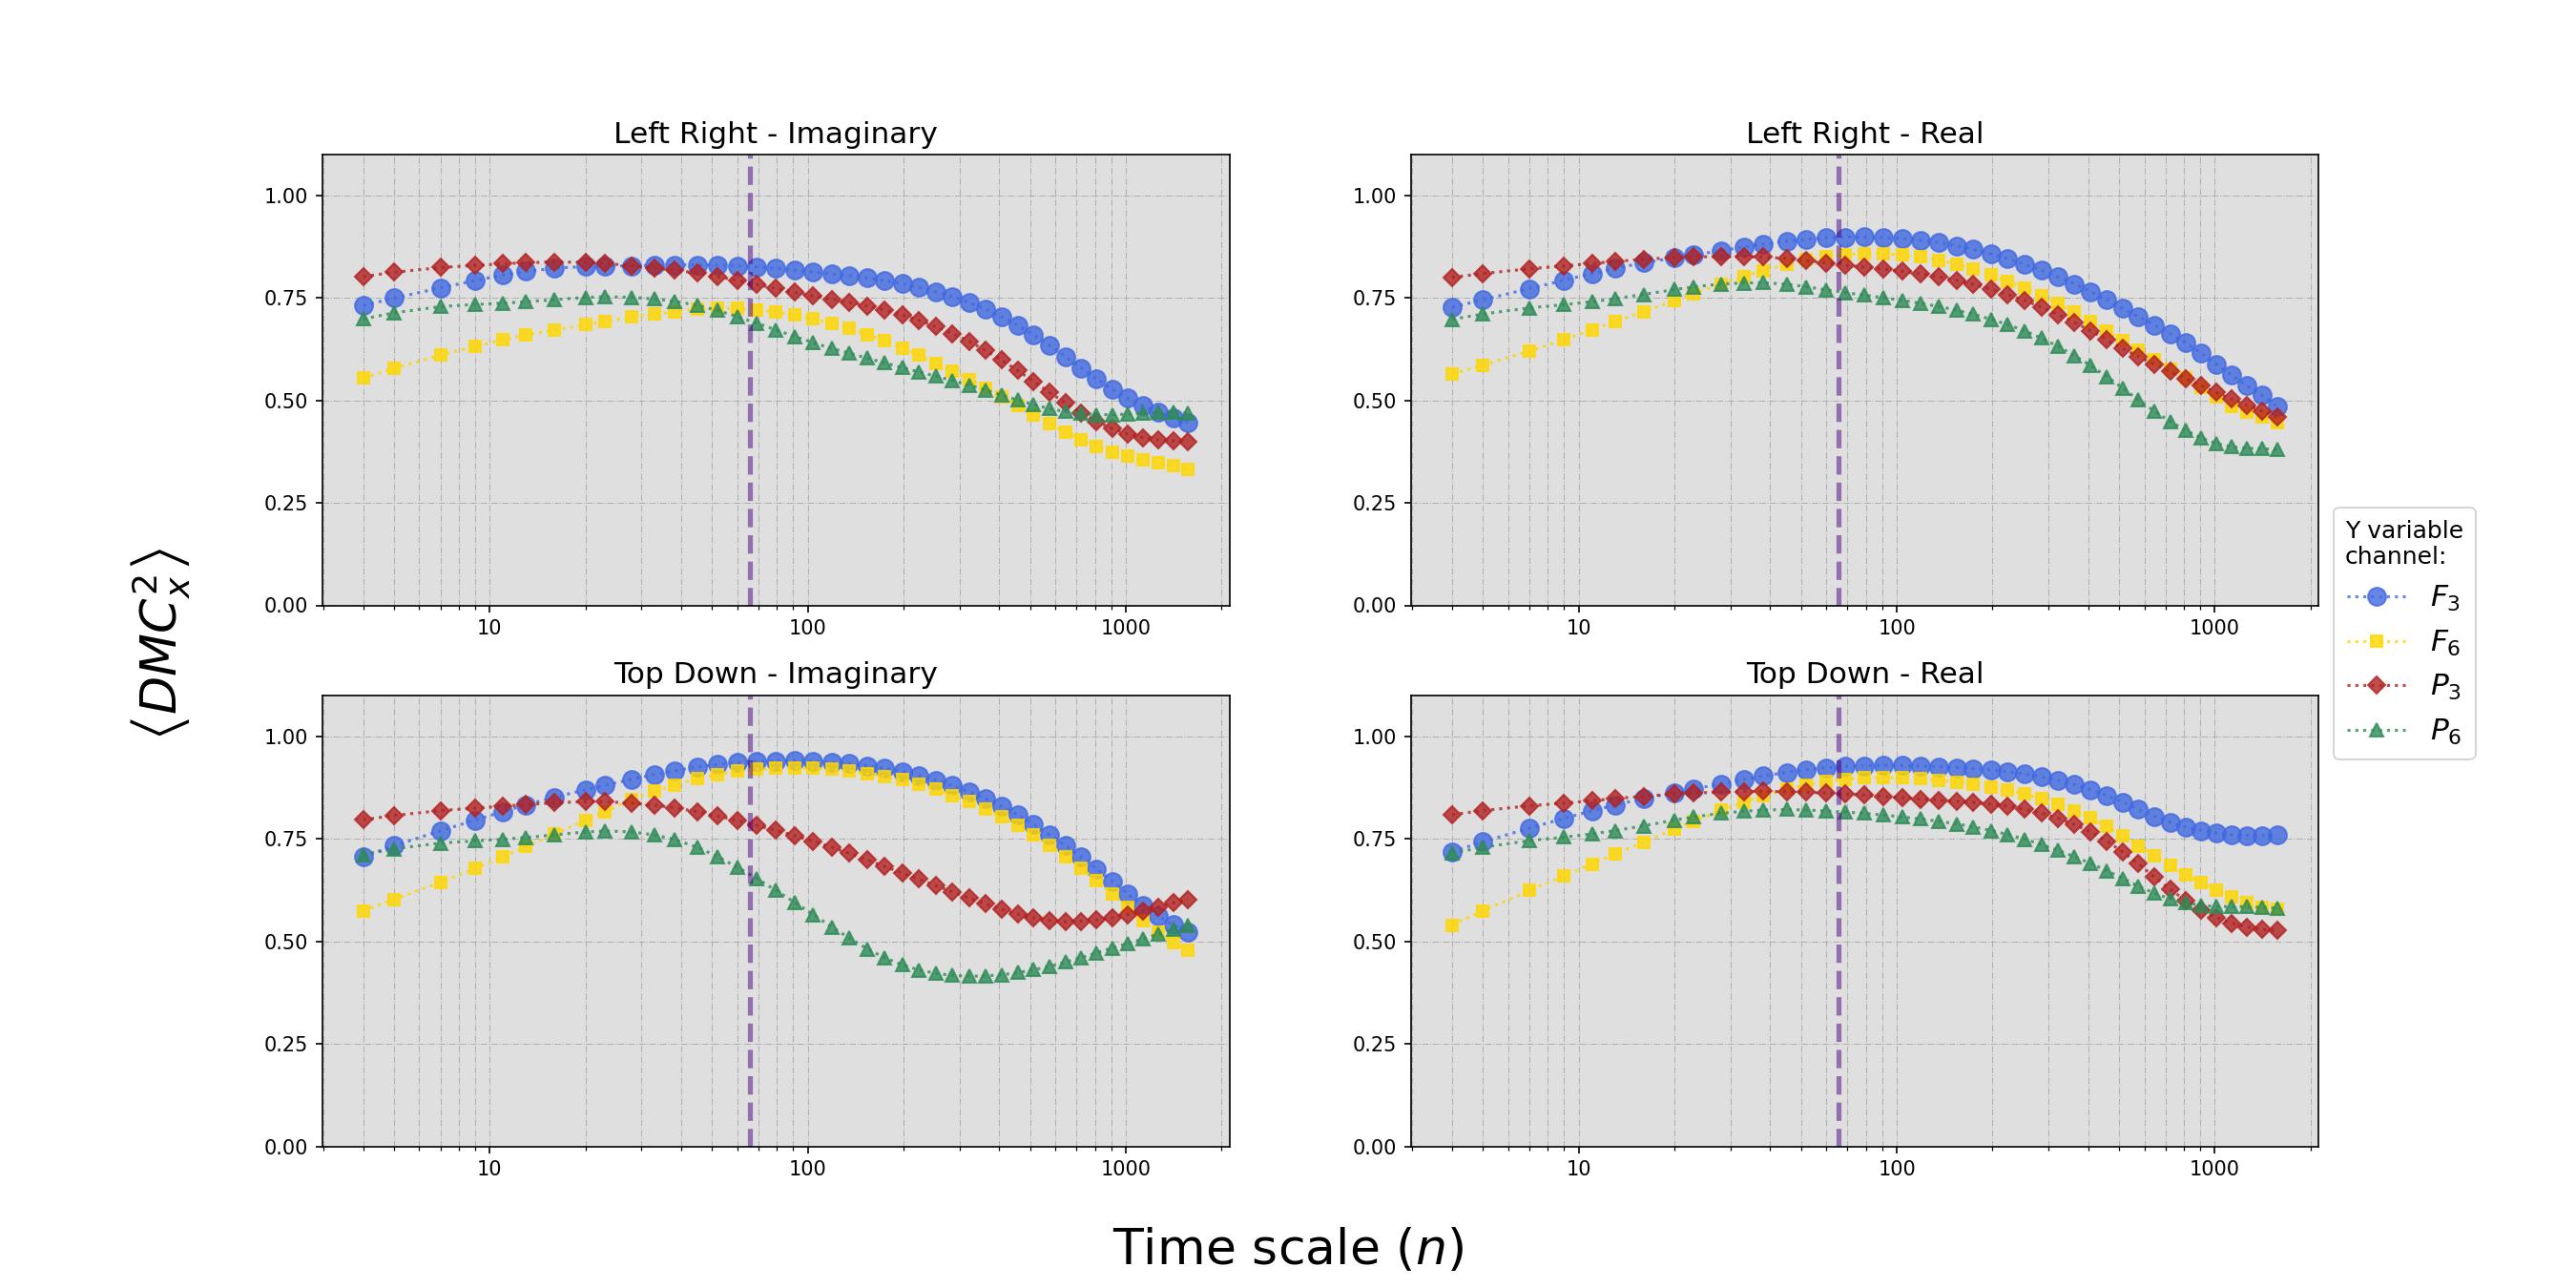 Left Right - Imaginary
1.00
0.75
0.50
0.25
0.00
10 100 1000
Left Right - Real
1.00
0.75
0.50
0.25
0.00
10 100 1000
Top Down - Imaginary
1.00
0.75
0.50
0.25
0.00
10 100 1000
Top Down - Real
1.00
0.75
0.50
0.25
0.00
10 100 1000
⟨DMC²ₓ⟩
Time scale (n)
Y variable
channel:
F₃
F₆
P₃
P₆